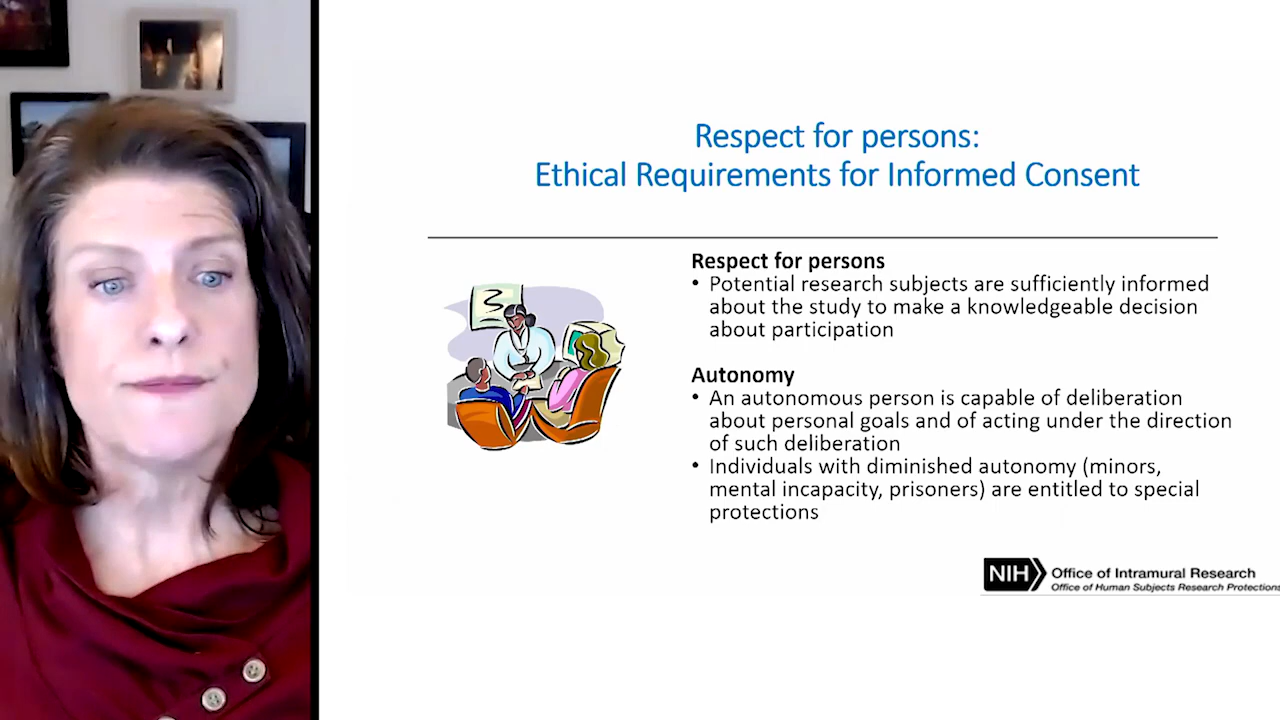 Respect for persons:
Ethical Requirements for Informed Consent
Respect for persons
• Potential research subjects are sufficiently informed
about the study to make a knowledgeable decision
about participation
Autonomy
• An autonomous person is capable of deliberation
about personal goals and of acting under the direction
of such deliberation
• Individuals with diminished autonomy (minors,
mental incapacity, prisoners) are entitled to special
protections
NIH Office of Intramural Research
Office of Human Subjects Research Protections